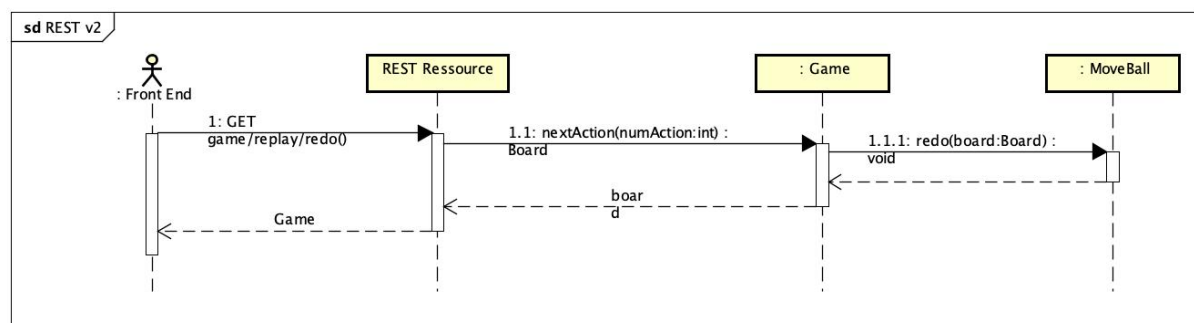 sd REST v2
REST Ressource
: Game
: MoveBall
: Front End
1: GET
game/replay/redo()
1.1: nextAction(numAction:int) :
Board
1.1.1: redo(board:Board) :
void
boar
d
Game